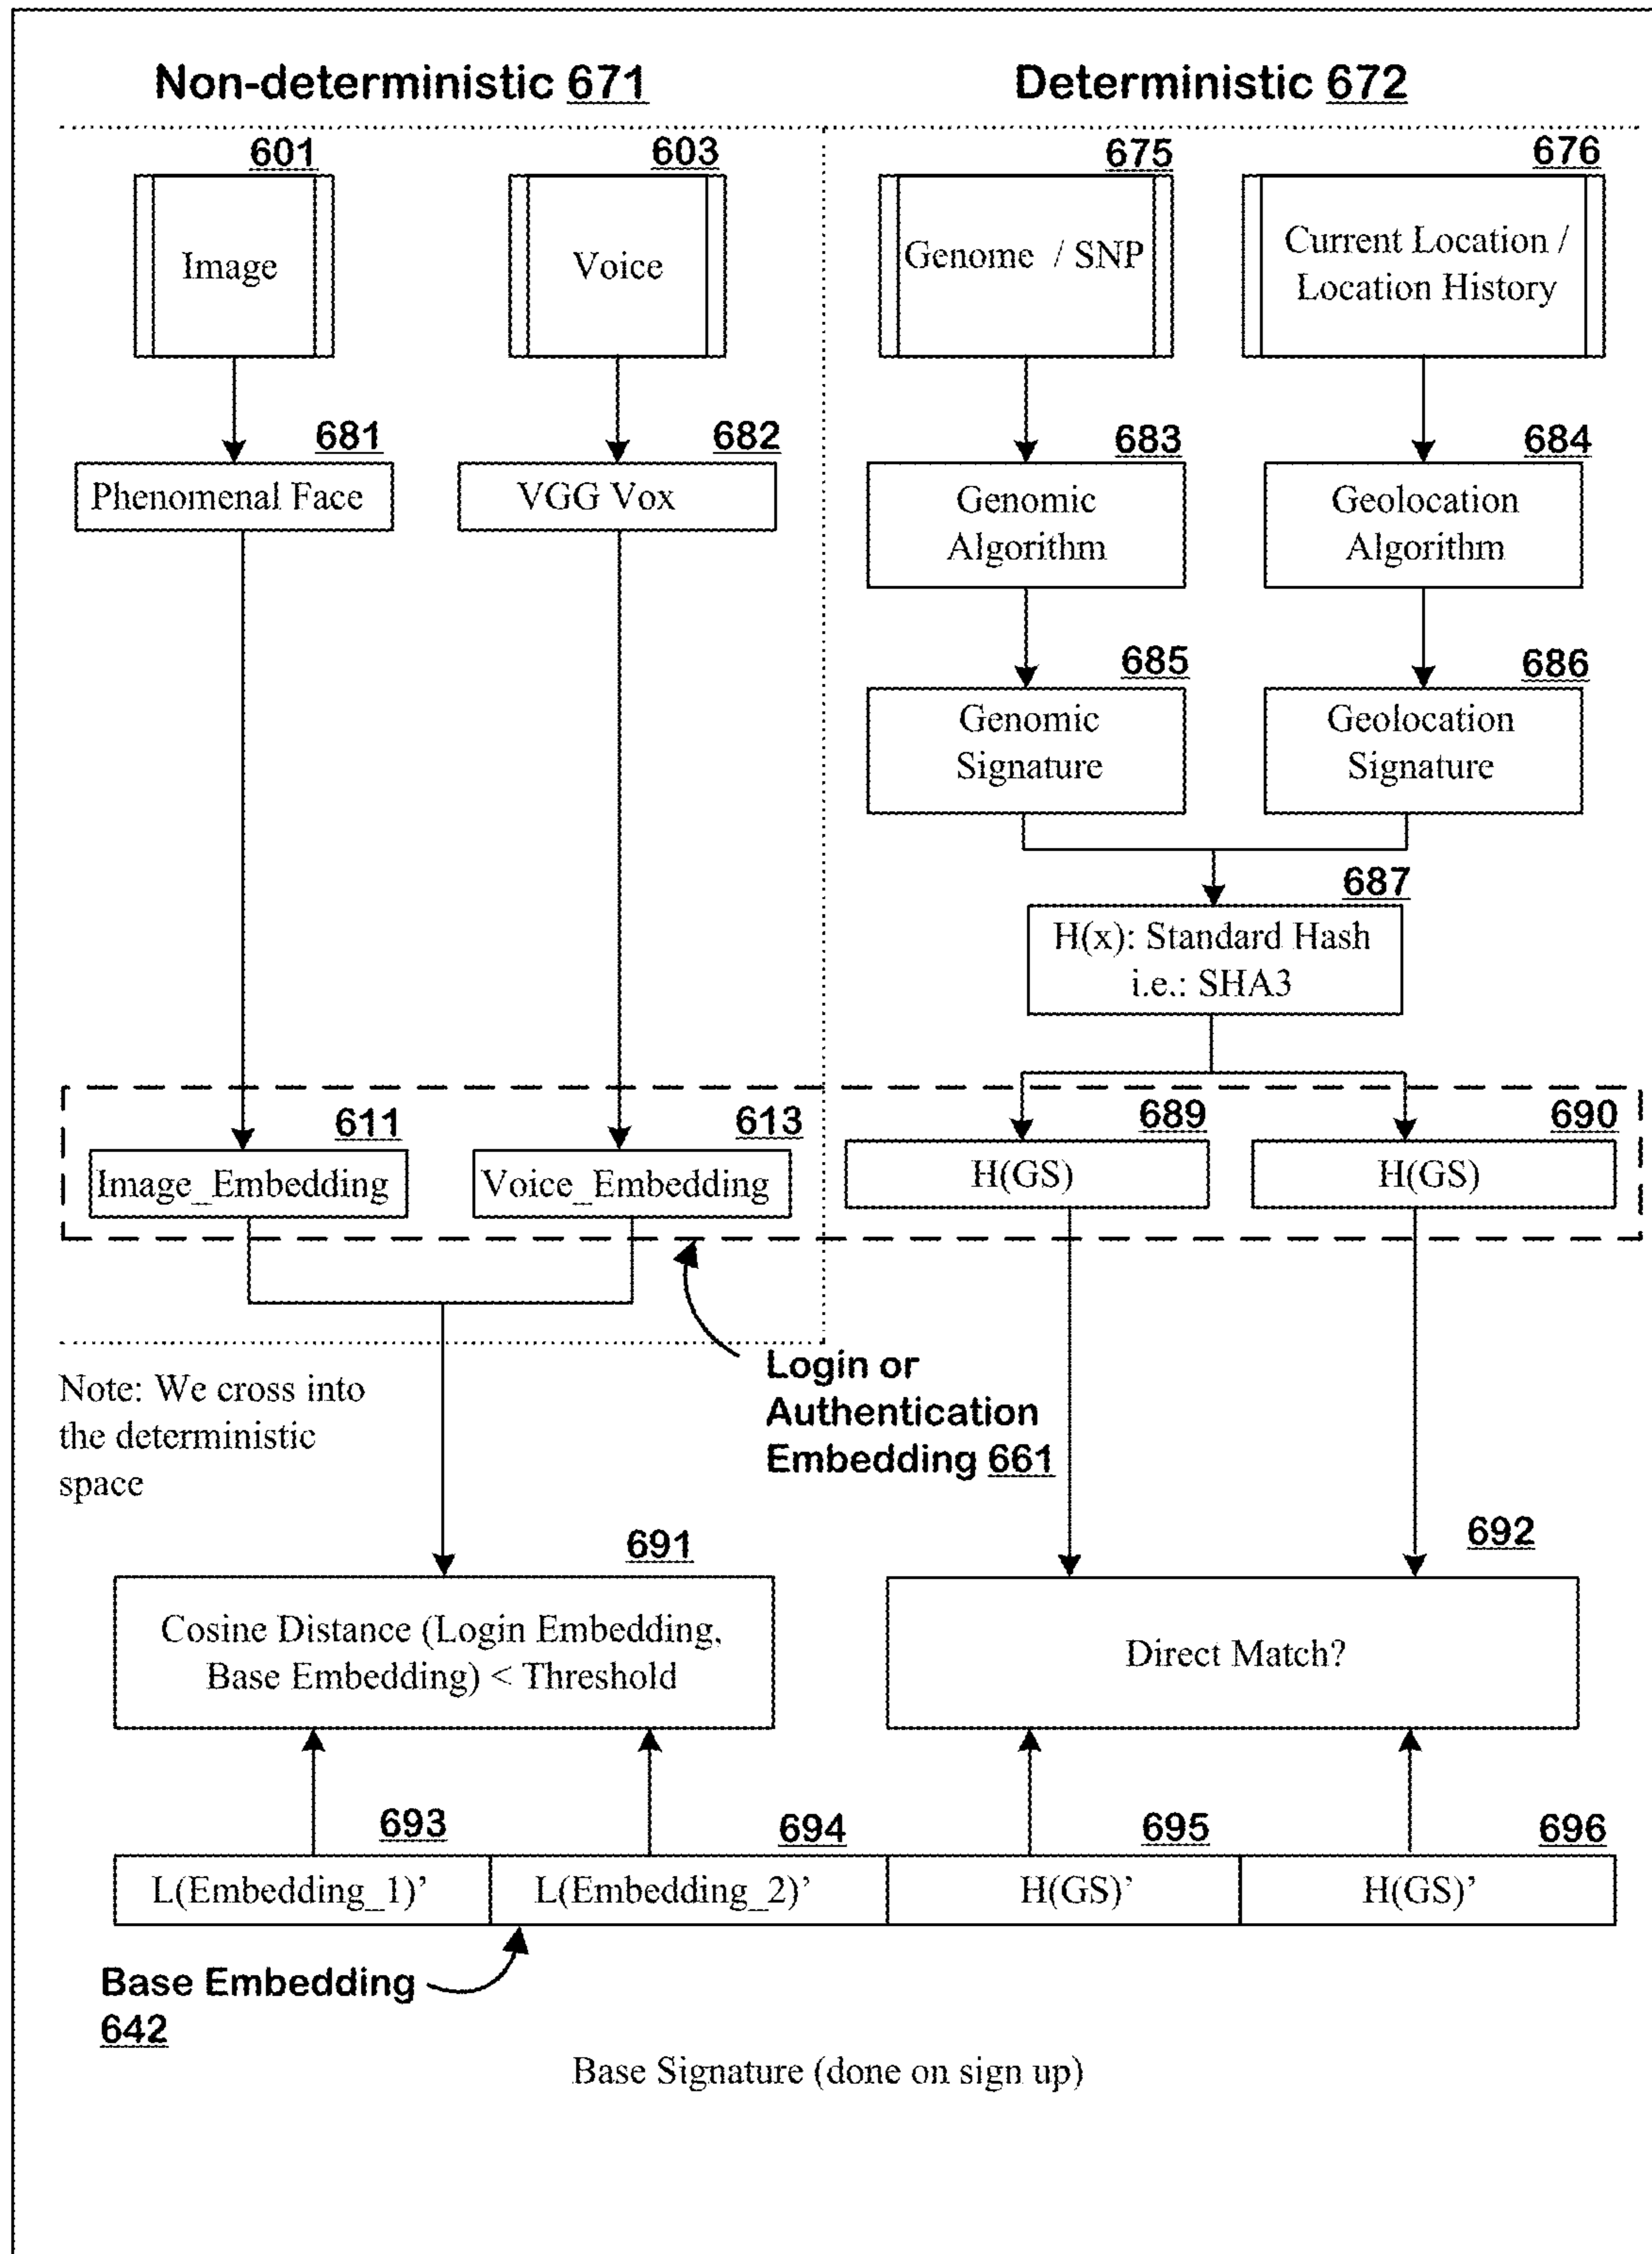 Non-deterministic 671
Deterministic 672
601
603
675
676
Image
Voice
Genome / SNP
Current Location /
Location History
681
682
683
684
Phenomenal Face
VGG Vox
Genomic
Algorithm
Geolocation
Algorithm
685
686
Genomic
Signature
Geolocation
Signature
687
H(x): Standard Hash
i.e.: SHA3
611
613
689
690
Image_Embedding
Voice_Embedding
H(GS)
H(GS)
Note: We cross into
the deterministic
space
Login or
Authentication
Embedding 661
691
692
Cosine Distance (Login Embedding,
Base Embedding) < Threshold
Direct Match?
693
694
695
696
L(Embedding_1)’
L(Embedding_2)’
H(GS)’
H(GS)’
Base Embedding
642
Base Signature (done on sign up)